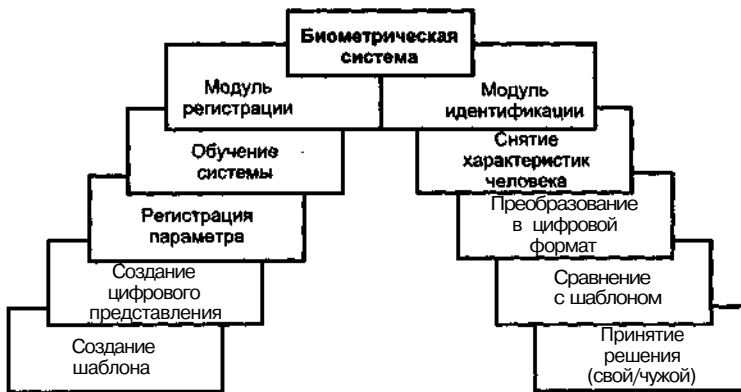 Биометрическая
система
Модуль
регистрации
Модуль
идентификации
Обучение
системы
Снятие
характеристик
человека
Регистрация
параметра
Преобразование
в цифровой
формат
Создание
цифрового
представления
Сравнение
с шаблоном
Создание
шаблона
Принятие
решения
(свой/чужой)